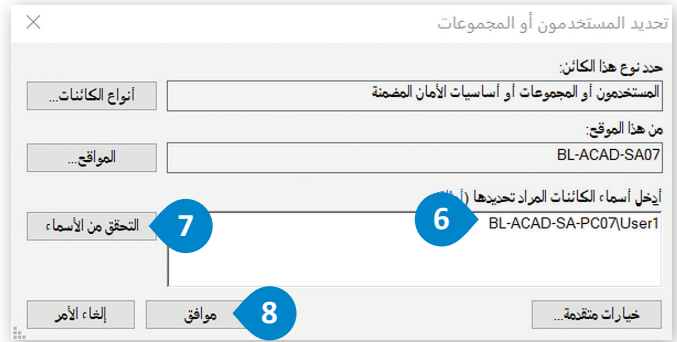 تحديد المستخدمون أو المجموعات
حدد نوع هذا الكائن:
المستخدمون أو المجموعات أو أساسيات الأمان المضمنة
أنواع الكائنات...
من هذا الموقع:
BL-ACAD-SA07
المواقع...
أدخل أسماء الكائنات المراد تحديدها
6
BL-ACAD-SA-PC07\User1
7
التحقق من الأسماء
خيارات متقدمة...
8
موافق
إلغاء الأمر